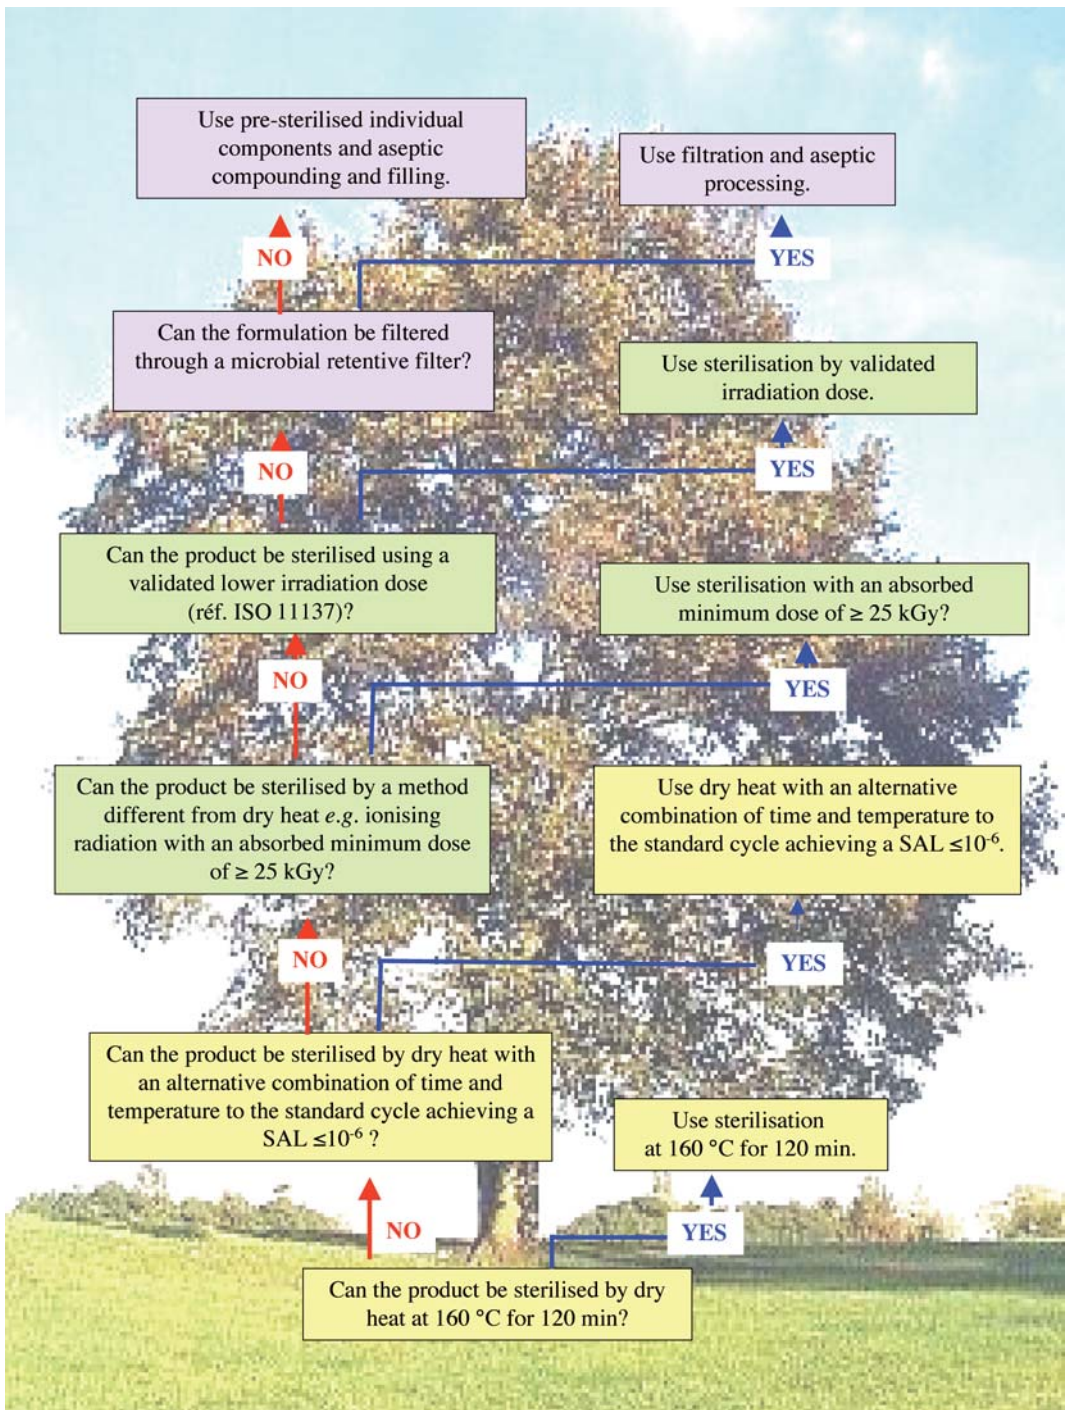 Use pre-sterilised individual
components and aseptic
compounding and filling.
Use filtration and aseptic
processing.
NO
YES
Can the formulation be filtered
through a microbial retentive filter?
Use sterilisation by validated
irradiation dose.
NO
YES
Can the product be sterilised using a
validated lower irradiation dose
(réf. ISO 11137)?
Use sterilisation with an absorbed
minimum dose of ≥ 25 kGy?
NO
YES
Can the product be sterilised by a method
different from dry heat e.g. ionising
radiation with an absorbed minimum dose
of ≥ 25 kGy?
Use dry heat with an alternative
combination of time and temperature to
the standard cycle achieving a SAL ≤10⁻⁶.
NO
YES
Can the product be sterilised by dry heat with
an alternative combination of time and
temperature to the standard cycle achieving a
SAL ≤10⁻⁶ ?
Use sterilisation
at 160 °C for 120 min.
NO
YES
Can the product be sterilised by dry
heat at 160 °C for 120 min?